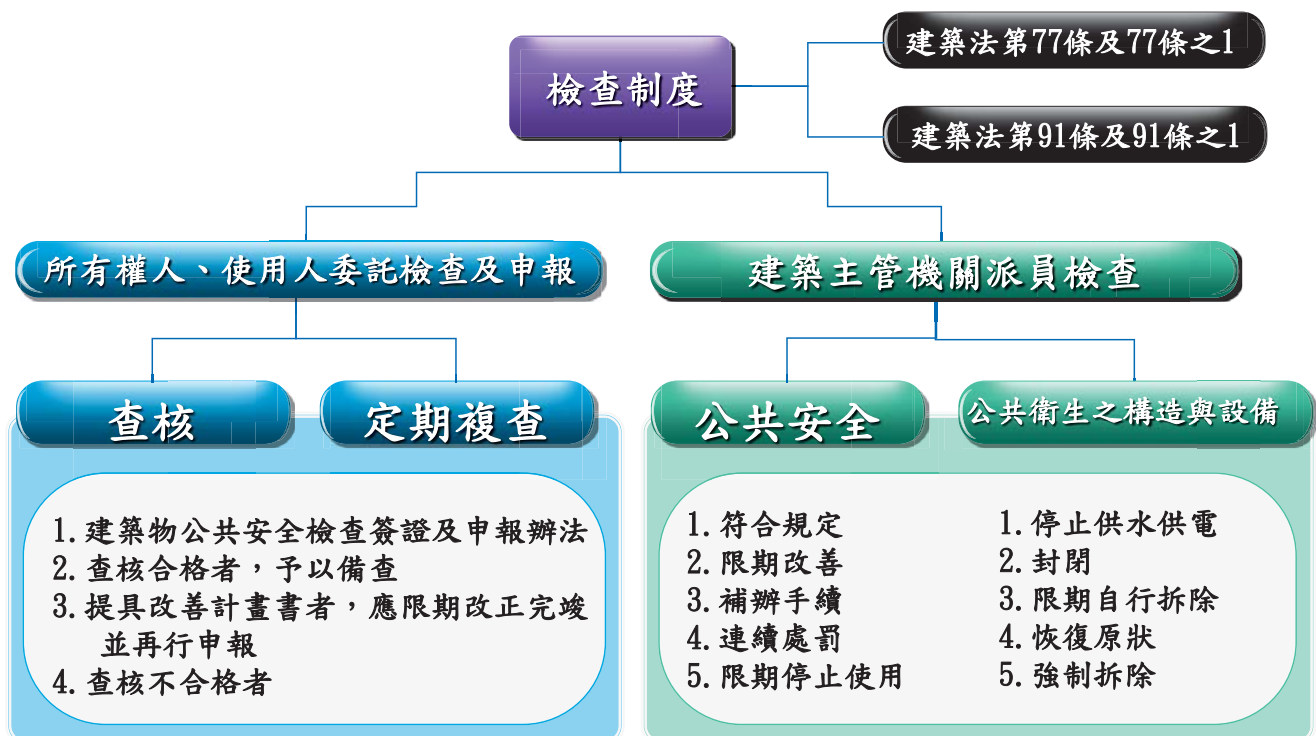 檢查制度
建築法第77條及77條之1
建築法第91條及91條之1
所有權人、使用人委託檢查及申報
建築主管機關派員檢查
查核
定期複查
1.建築物公共安全檢查簽證及申報辦法
2.查核合格者，予以備查
3.提具改善計畫書者，應限期改正完竣
並再行申報
4.查核不合格者
公共安全
公共衛生之構造與設備
1.符合規定
2.限期改善
3.補辦手續
4.連續處罰
5.限期停止使用
1.停止供水供電
2.封閉
3.限期自行拆除
4.恢復原狀
5.強制拆除